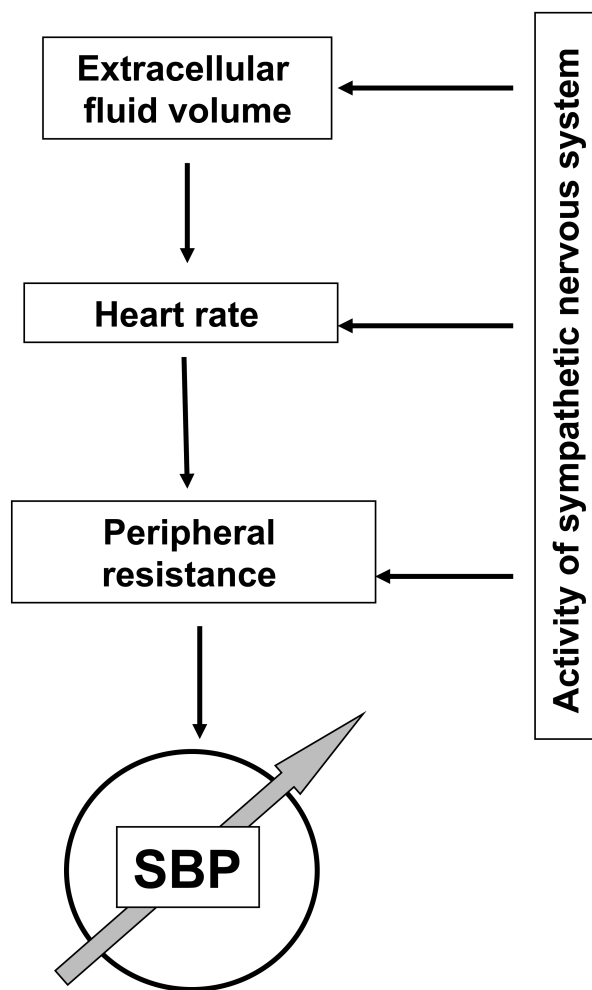 Extracellular
fluid volume
Heart rate
Peripheral
resistance
SBP
Activity of sympathetic nervous system